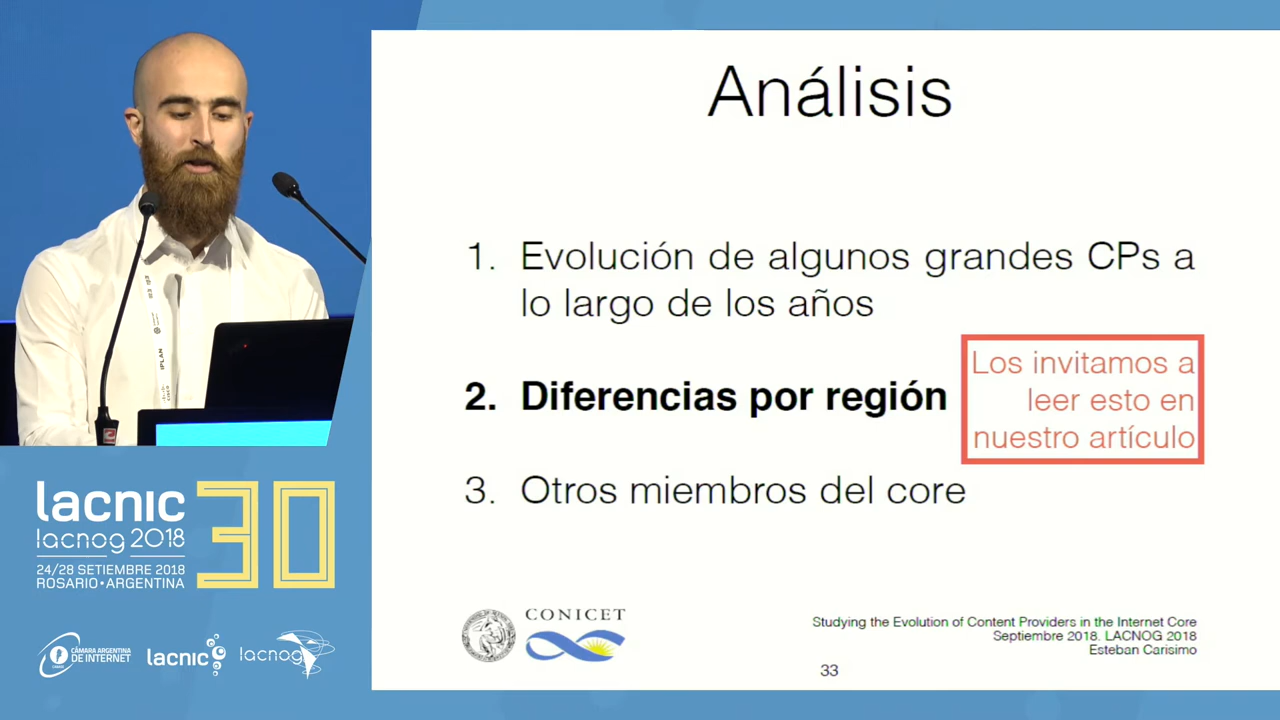 Análisis
1. Evolución de algunos grandes CPs a
lo largo de los años
2. Diferencias por región
Los invitamos a
leer esto en
nuestro artículo
3. Otros miembros del core
CONICET
Studying the Evolution of Content Providers in the Internet Core
Septiembre 2018. LACNOG 2018
Esteban Carisimo
33
IPLAN
CISCO
lacnic 30
lacnog 2018
24/28 SETIEMBRE 2018
ROSARIO•ARGENTINA
CÁMARA ARGENTINA
DE INTERNET
lacnic
lacnog